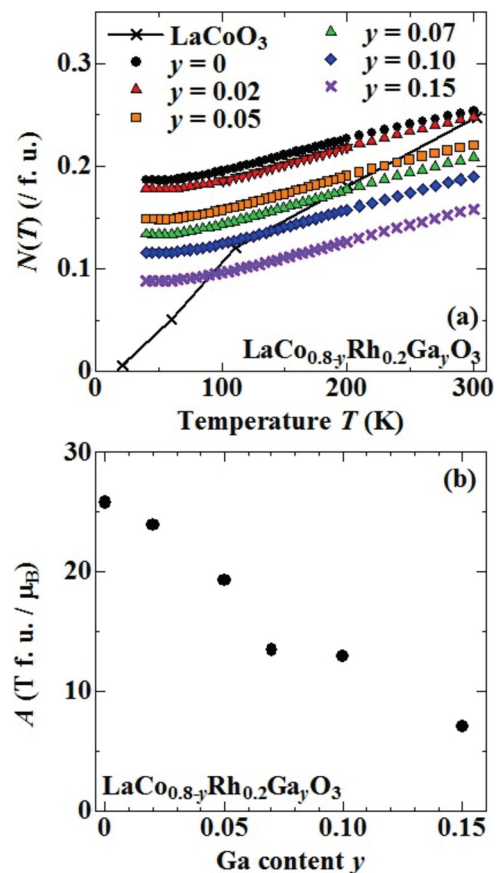 LaCoO₃
y = 0
y = 0.02
y = 0.05
y = 0.07
y = 0.10
y = 0.15
0.3
0.2
0.1
0
N(T) (/ f. u.)
(a)
LaCo₀.₈₋yRh₀.₂GayO₃
0 100 200 300
Temperature T (K)
30
20
10
0
A (T f. u. / μB)
(b)
LaCo₀.₈₋yRh₀.₂GayO₃
0 0.05 0.10 0.15
Ga content y